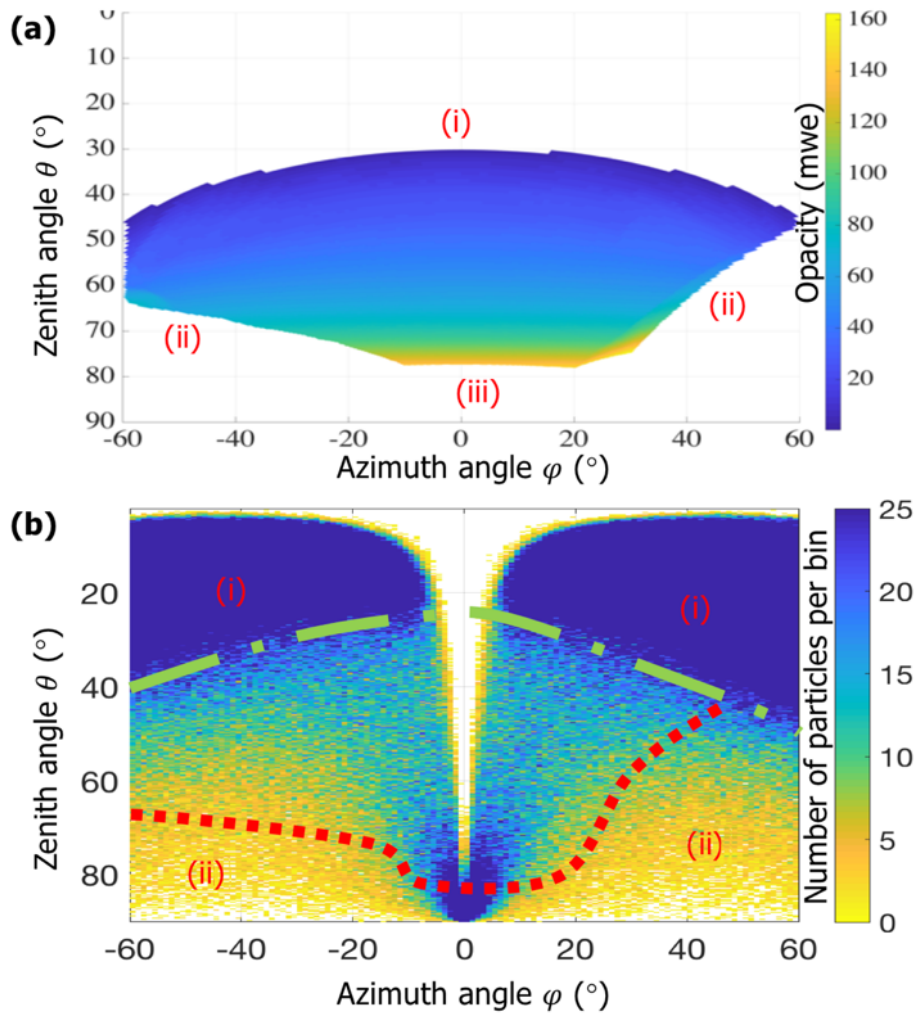 (a)
0
10
20
30
40
50
60
70
80
90
Zenith angle θ (°)
(i)
(ii)
(ii)
(iii)
-60
-40
-20
0
20
40
60
Azimuth angle φ (°)
160
140
120
100
80
60
40
20
Opacity (mwe)
(b)
20
40
60
80
Zenith angle θ (°)
(i)
(i)
(ii)
(ii)
-60
-40
-20
0
20
40
60
Azimuth angle φ (°)
25
20
15
10
5
0
Number of particles per bin